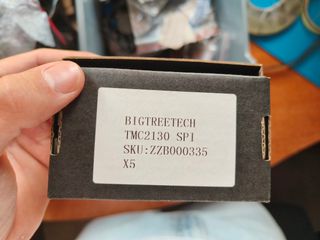 BIGTREETECH
TMC2130 SPI
SKU:ZZB000335
X5